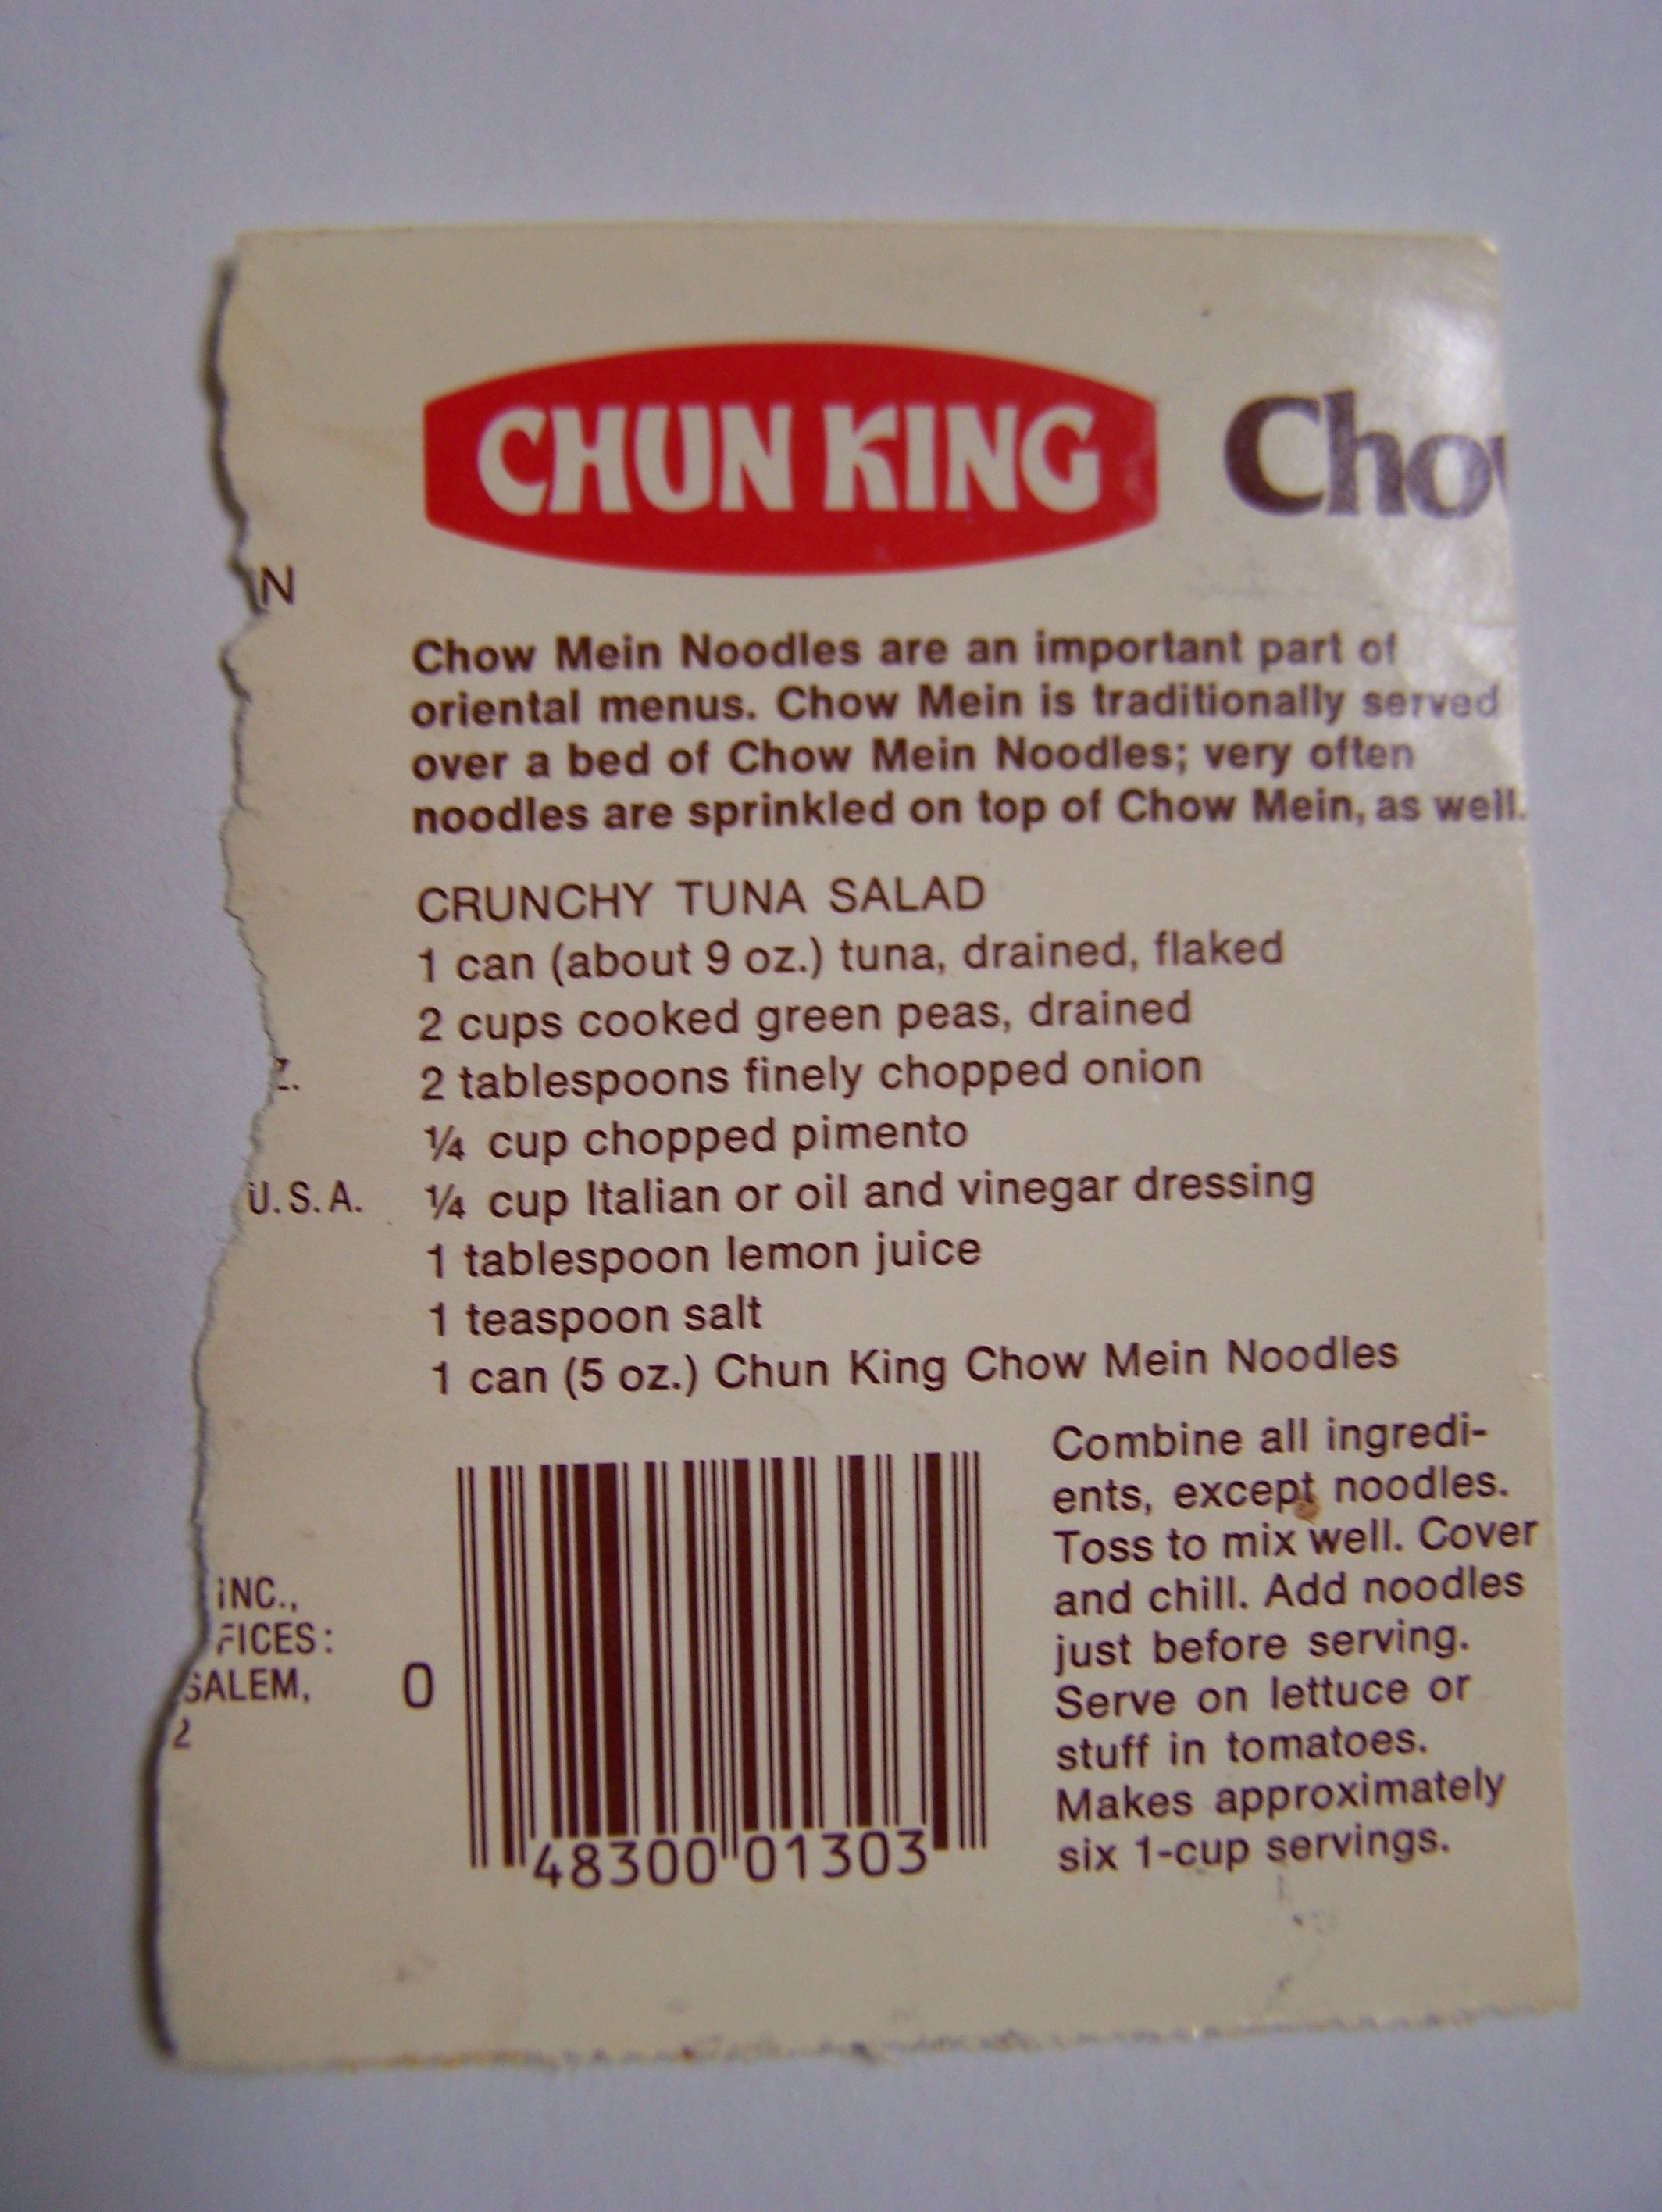 CHUN KING Cho
N
Chow Mein Noodles are an important part of
oriental menus. Chow Mein is traditionally served
over a bed of Chow Mein Noodles; very often
noodles are sprinkled on top of Chow Mein, as well.
CRUNCHY TUNA SALAD
1 can (about 9 oz.) tuna, drained, flaked
2 cups cooked green peas, drained
2 tablespoons finely chopped onion
Z.
¼ cup chopped pimento
¼ cup Italian or oil and vinegar dressing
U.S.A.
1 tablespoon lemon juice
1 teaspoon salt
1 can (5 oz.) Chun King Chow Mein Noodles
Combine all ingredi-
ents, except noodles.
Toss to mix well. Cover
and chill. Add noodles
just before serving.
Serve on lettuce or
stuff in tomatoes.
Makes approximately
six 1-cup servings.
INC.,
FICES:
SALEM,
2
0 48300 01303